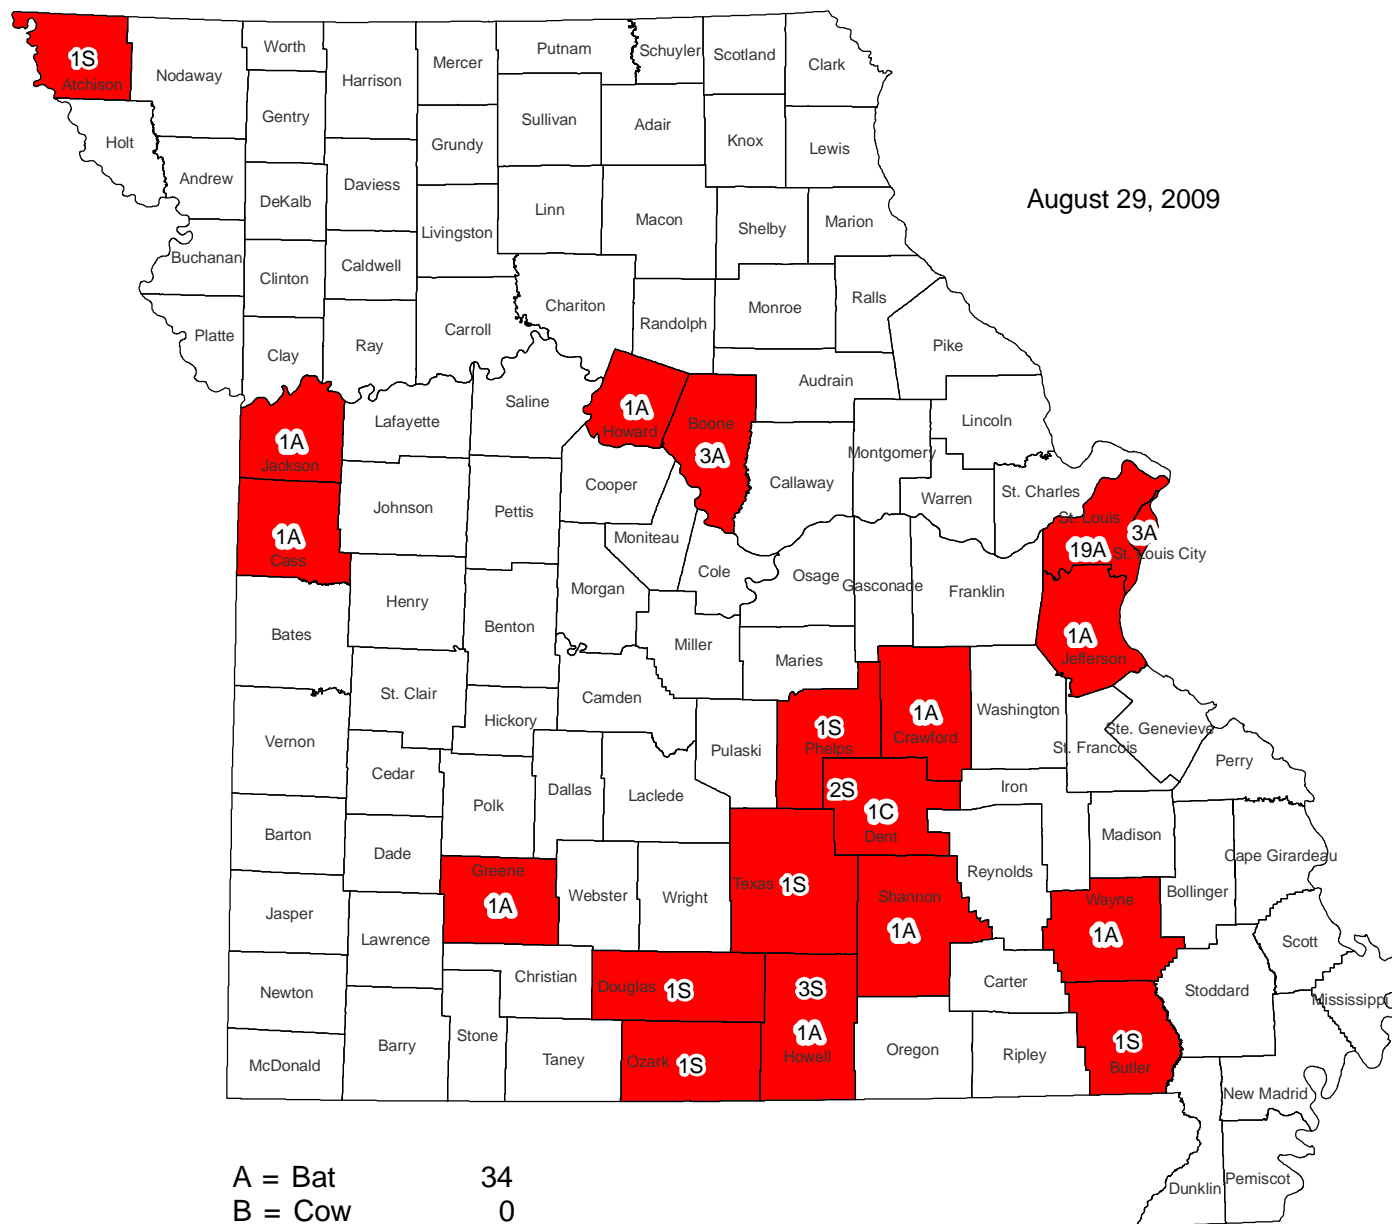 Worth
Putnam
Schuyler
Scotland
1S
Atchison
Nodaway
Harrison
Mercer
Clark
Gentry
Sullivan
Adair
Holt
Grundy
Knox
Lewis
Andrew
Daviess
DeKalb
August 29, 2009
Linn
Macon
Livingston
Shelby
Marion
Buchanan
Clinton
Caldwell
Chariton
Monroe
Ralls
Randolph
Platte
Carroll
Clay
Ray
Pike
Audrain
Saline
1A
Howard
Boone
3A
Lafayette
Lincoln
1A
Jackson
Montgomery
Callaway
Cooper
Warren
St. Charles
Johnson
Pettis
St. Louis
19A
3A
St. Louis City
1A
Cass
Moniteau
Cole
Osage
Gasconade
Franklin
Morgan
Henry
Bates
Benton
Miller
Maries
1A
Jefferson
St. Clair
Camden
Hickory
1S
Phelps
1A
Crawford
Washington
Ste. Genevieve
St. Francois
Vernon
Pulaski
Perry
Cedar
Polk
Dallas
Laclede
2S
1C
Dent
Iron
Barton
Madison
Dade
Cape Girardeau
Greene
1A
Webster
Wright
Texas 1S
Shannon
1A
Reynolds
Wayne
1A
Bollinger
Jasper
Lawrence
Scott
Christian
Carter
Newton
Douglas 1S
3S
Stoddard
Mississippi
1A
Howell
Barry
Stone
Taney
Ozark 1S
Oregon
Ripley
1S
Butler
McDonald
New Madrid
Dunklin
Pemiscot
A = Bat 34
B = Cow 0